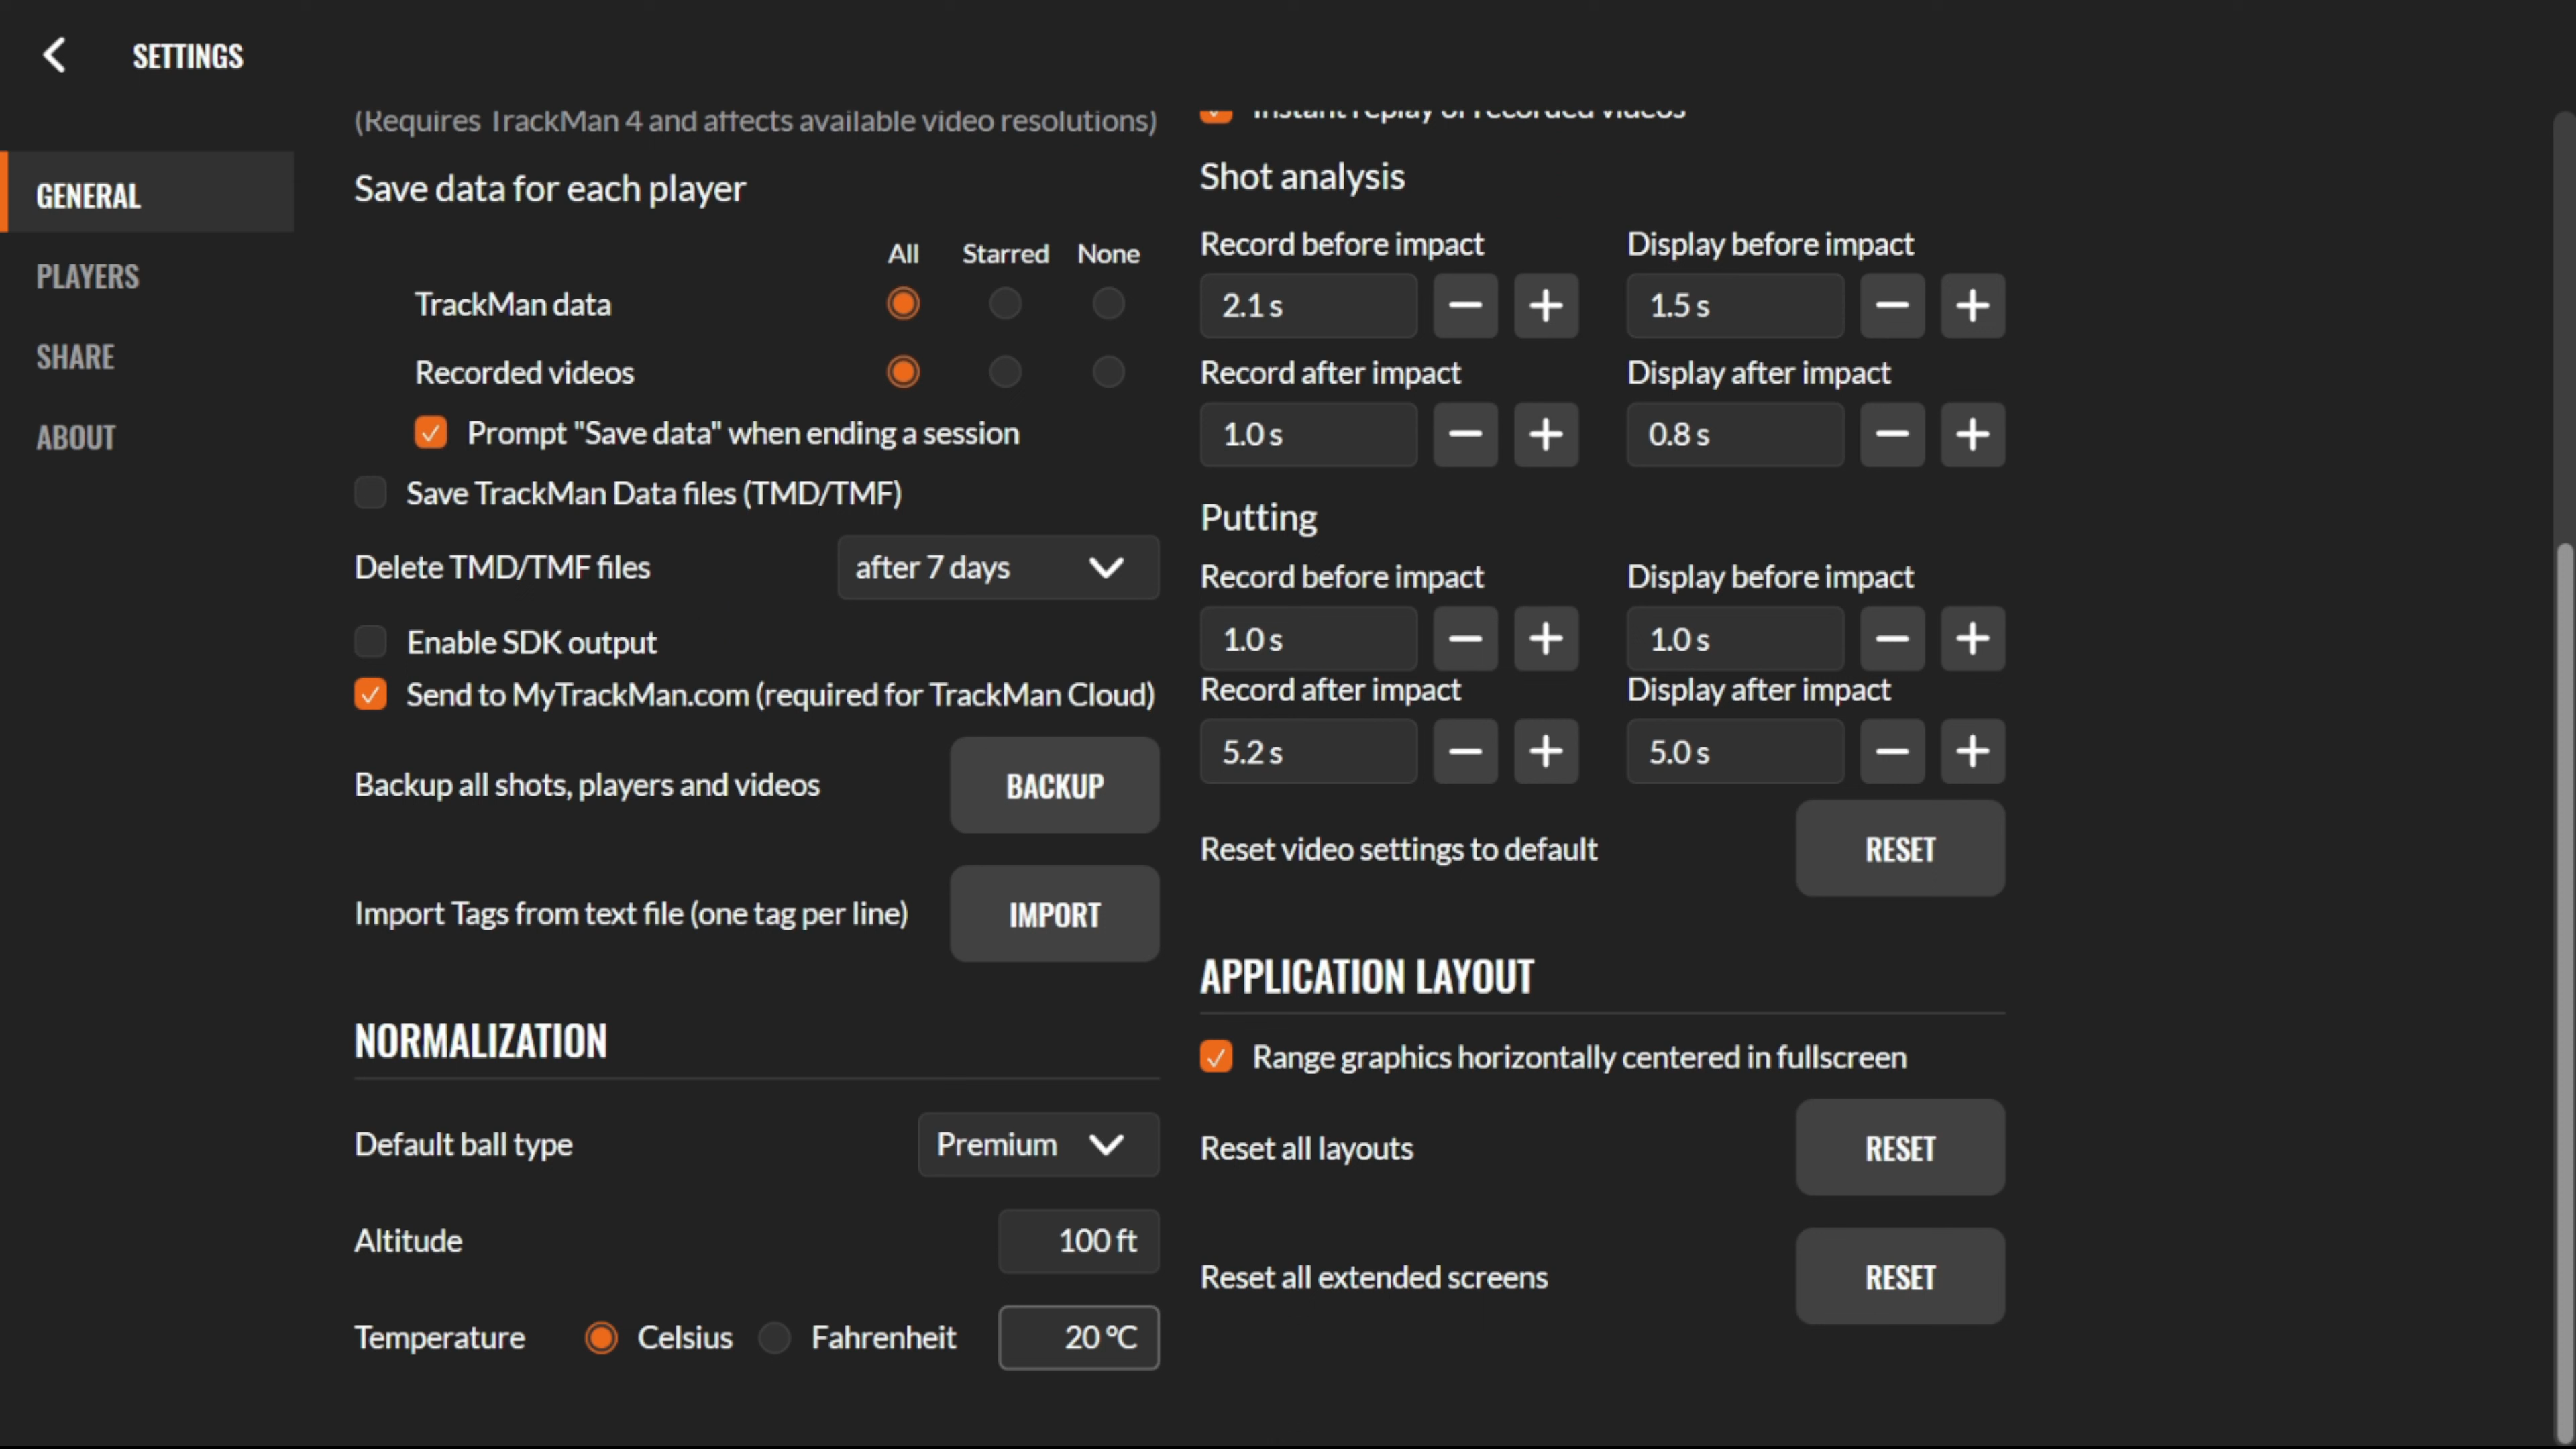 SETTINGS
GENERAL
PLAYERS
SHARE
ABOUT
(Requires TrackMan 4 and affects available video resolutions)
Save data for each player
All Starred None
TrackMan data
Recorded videos
Prompt "Save data" when ending a session
Save TrackMan Data files (TMD/TMF)
Delete TMD/TMF files after 7 days
Enable SDK output
Send to MyTrackMan.com (required for TrackMan Cloud)
Backup all shots, players and videos BACKUP
Import Tags from text file (one tag per line) IMPORT
NORMALIZATION
Default ball type Premium
Altitude 100 ft
Temperature Celsius Fahrenheit 20 °C
Instant replay of recorded videos
Shot analysis
Record before impact Display before impact
2.1 s 1.5 s
Record after impact Display after impact
1.0 s 0.8 s
Putting
Record before impact Display before impact
1.0 s 1.0 s
Record after impact Display after impact
5.2 s 5.0 s
Reset video settings to default RESET
APPLICATION LAYOUT
Range graphics horizontally centered in fullscreen
Reset all layouts RESET
Reset all extended screens RESET